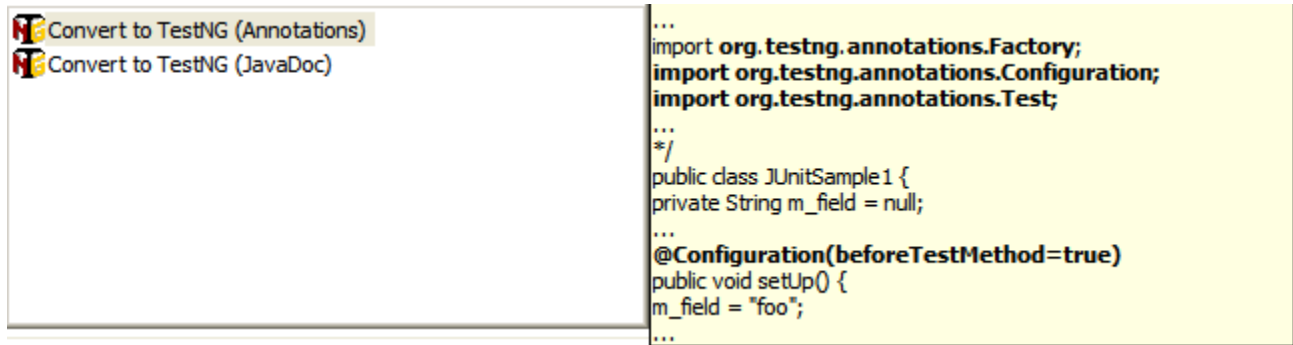 Convert to TestNG (Annotations)
Convert to TestNG (JavaDoc)
...
import org.testng.annotations.Factory;
import org.testng.annotations.Configuration;
import org.testng.annotations.Test;
...
*/
public class JUnitSample1 {
private String m_field = null;
...
@Configuration(beforeTestMethod=true)
public void setUp() {
m_field = "foo";
...